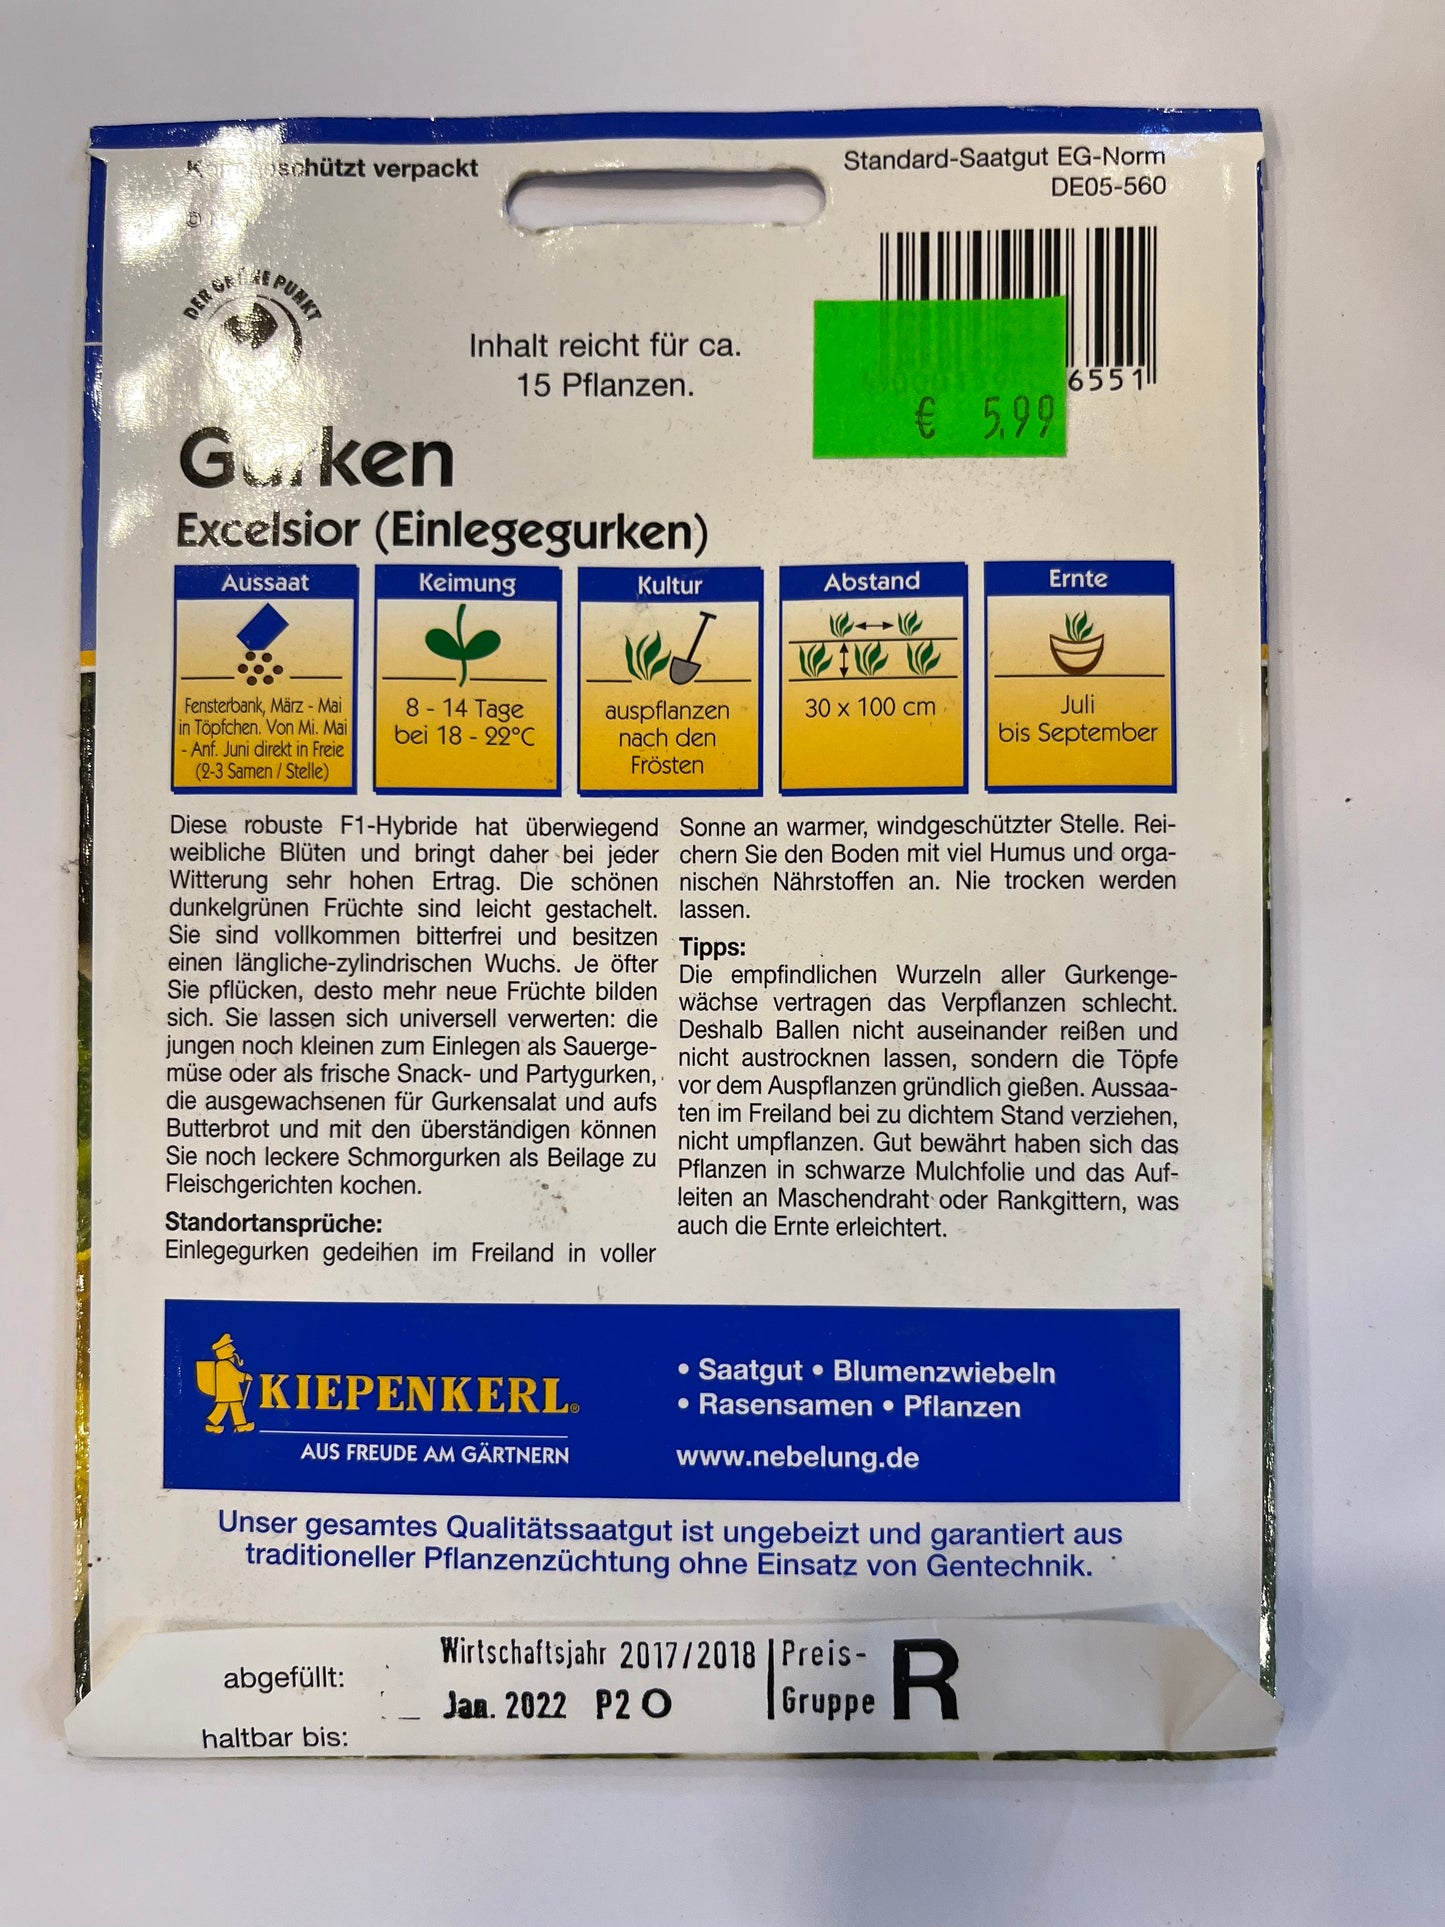 schützt verpackt
Standard-Saatgut EG-Norm
DE05-560
DER GRÜNE PUNKT
Inhalt reicht für ca.
15 Pflanzen.
6551
€ 5,99
Gurken
Excelsior (Einlegegurken)
Aussaat
Fensterbank, März - Mai
in Töpfchen. Von Mi. Mai
- Anf. Juni direkt in Freie
(2-3 Samen / Stelle)
Keimung
8 - 14 Tage
bei 18 - 22°C
Kultur
auspflanzen
nach den
Frösten
Abstand
30 x 100 cm
Ernte
Juli
bis September
Diese robuste F1-Hybride hat überwiegend
weibliche Blüten und bringt daher bei jeder
Witterung sehr hohen Ertrag. Die schönen
dunkelgrünen Früchte sind leicht gestachelt.
Sie sind vollkommen bitterfrei und besitzen
einen längliche-zylindrischen Wuchs. Je öfter
Sie pflücken, desto mehr neue Früchte bilden
sich. Sie lassen sich universell verwerten: die
jungen noch kleinen zum Einlegen als Sauerge-
müse oder als frische Snack- und Partygurken,
die ausgewachsenen für Gurkensalat und aufs
Butterbrot und mit den überständigen können
Sie noch leckere Schmorgurken als Beilage zu
Fleischgerichten kochen.
Standortansprüche:
Einlegegurken gedeihen im Freiland in voller
Sonne an warmer, windgeschützter Stelle. Rei-
chern Sie den Boden mit viel Humus und orga-
nischen Nährstoffen an. Nie trocken werden
lassen.
Tipps:
Die empfindlichen Wurzeln aller Gurkenge-
wächse vertragen das Verpflanzen schlecht.
Deshalb Ballen nicht auseinander reißen und
nicht austrocknen lassen, sondern die Töpfe
vor dem Auspflanzen gründlich gießen. Aussaa-
ten im Freiland bei zu dichtem Stand verziehen,
nicht umpflanzen. Gut bewährt haben sich das
Pflanzen in schwarze Mulchfolie und das Auf-
leiten an Maschendraht oder Rankgittern, was
auch die Ernte erleichtert.
KIEPENKERL®
AUS FREUDE AM GÄRTNERN
• Saatgut • Blumenzwiebeln
• Rasensamen • Pflanzen
www.nebelung.de
Unser gesamtes Qualitätssaatgut ist ungebeizt und garantiert aus
traditioneller Pflanzenzüchtung ohne Einsatz von Gentechnik.
abgefüllt:
haltbar bis:
Wirtschaftsjahr 2017/2018
Jan. 2022 P2 O
Preis-
Gruppe R